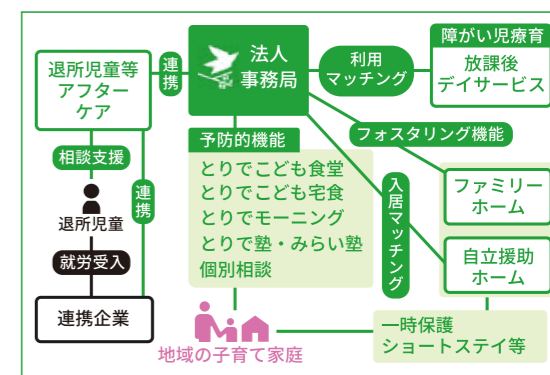 退所児童等
アフター
ケア
連携
法人
事務局
利用
マッチング
障がい児療育
放課後
デイサービス
相談支援
連携
退所児童
就労受入
連携企業
予防的機能
とりでこども食堂
とりでこども宅食
とりでモーニング
とりで塾・みらい塾
個別相談
フォスタリング機能
入居マッチング
ファミリー
ホーム
自立援助
ホーム
一時保護
ショートステイ等
地域の子育て家庭